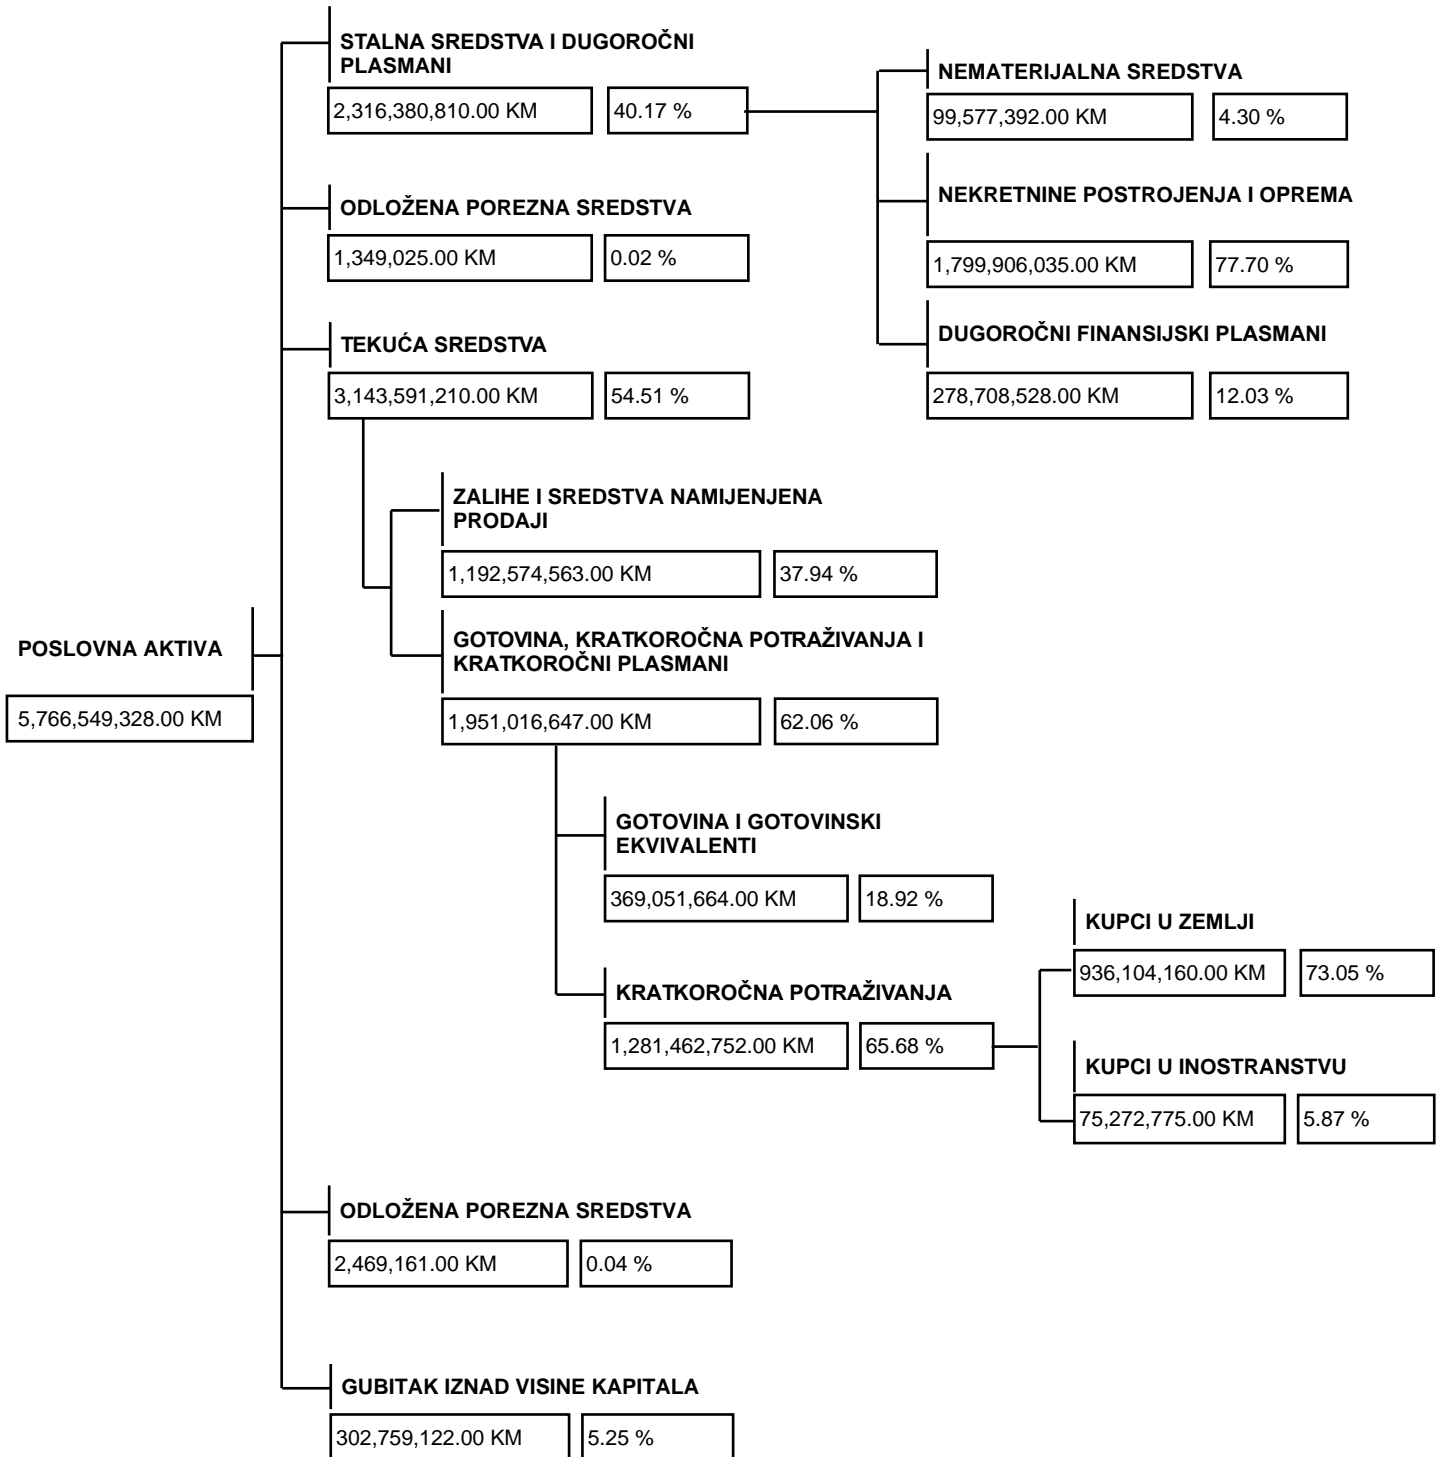 STALNA SREDSTVA I DUGOROČNI
PLASMANI
2,316,380,810.00 KM 40.17 %
NEMATERIJALNA SREDSTVA
99,577,392.00 KM 4.30 %
NEKRETNINE POSTROJENJA I OPREMA
1,799,906,035.00 KM 77.70 %
DUGOROČNI FINANSIJSKI PLASMANI
278,708,528.00 KM 12.03 %
ODLOŽENA POREZNA SREDSTVA
1,349,025.00 KM 0.02 %
TEKUĆA SREDSTVA
3,143,591,210.00 KM 54.51 %
ZALIHE I SREDSTVA NAMIJENJENA
PRODAJI
1,192,574,563.00 KM 37.94 %
POSLOVNA AKTIVA
5,766,549,328.00 KM
GOTOVINA, KRATKOROČNA POTRAŽIVANJA I
KRATKOROČNI PLASMANI
1,951,016,647.00 KM 62.06 %
GOTOVINA I GOTOVINSKI
EKVIVALENTI
369,051,664.00 KM 18.92 %
KRATKOROČNA POTRAŽIVANJA
1,281,462,752.00 KM 65.68 %
KUPCI U ZEMLJI
936,104,160.00 KM 73.05 %
KUPCI U INOSTRANSTVU
75,272,775.00 KM 5.87 %
ODLOŽENA POREZNA SREDSTVA
2,469,161.00 KM 0.04 %
GUBITAK IZNAD VISINE KAPITALA
302,759,122.00 KM 5.25 %